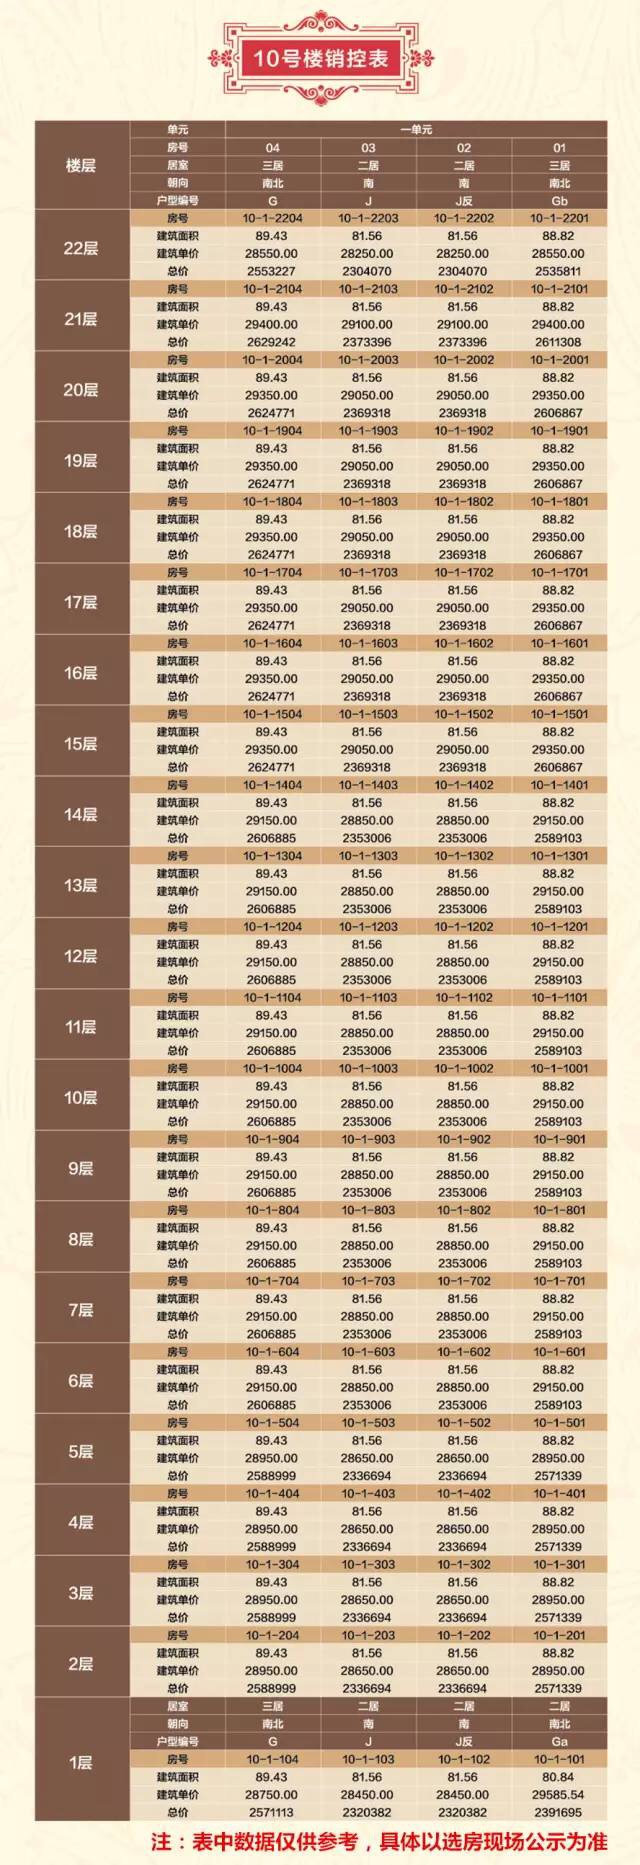 10号楼销控表
单元 一单元
房号 04 03 02 01
楼层 居室 三居 二居 二居 三居
朝向 南北 南 南 南北
户型编号 G J J反 Gb
房号 10-1-2204 10-1-2203 10-1-2202 10-1-2201
建筑面积 89.43 81.56 81.56 88.82
22层 建筑单价 28550.00 28250.00 28250.00 28550.00
总价 2553227 2304070 2304070 2535811
房号 10-1-2104 10-1-2103 10-1-2102 10-1-2101
建筑面积 89.43 81.56 81.56 88.82
21层 建筑单价 29400.00 29100.00 29100.00 29400.00
总价 2629242 2373396 2373396 2611308
房号 10-1-2004 10-1-2003 10-1-2002 10-1-2001
建筑面积 89.43 81.56 81.56 88.82
20层 建筑单价 29350.00 29050.00 29050.00 29350.00
总价 2624771 2369318 2369318 2606867
房号 10-1-1904 10-1-1903 10-1-1902 10-1-1901
建筑面积 89.43 81.56 81.56 88.82
19层 建筑单价 29350.00 29050.00 29050.00 29350.00
总价 2624771 2369318 2369318 2606867
房号 10-1-1804 10-1-1803 10-1-1802 10-1-1801
建筑面积 89.43 81.56 81.56 88.82
18层 建筑单价 29350.00 29050.00 29050.00 29350.00
总价 2624771 2369318 2369318 2606867
房号 10-1-1704 10-1-1703 10-1-1702 10-1-1701
建筑面积 89.43 81.56 81.56 88.82
17层 建筑单价 29350.00 29050.00 29050.00 29350.00
总价 2624771 2369318 2369318 2606867
房号 10-1-1604 10-1-1603 10-1-1602 10-1-1601
建筑面积 89.43 81.56 81.56 88.82
16层 建筑单价 29350.00 29050.00 29050.00 29350.00
总价 2624771 2369318 2369318 2606867
房号 10-1-1504 10-1-1503 10-1-1502 10-1-1501
建筑面积 89.43 81.56 81.56 88.82
15层 建筑单价 29350.00 29050.00 29050.00 29350.00
总价 2624771 2369318 2369318 2606867
房号 10-1-1404 10-1-1403 10-1-1402 10-1-1401
建筑面积 89.43 81.56 81.56 88.82
14层 建筑单价 29150.00 28850.00 28850.00 29150.00
总价 2606885 2353006 2353006 2589103
房号 10-1-1304 10-1-1303 10-1-1302 10-1-1301
建筑面积 89.43 81.56 81.56 88.82
13层 建筑单价 29150.00 28850.00 28850.00 29150.00
总价 2606885 2353006 2353006 2589103
房号 10-1-1204 10-1-1203 10-1-1202 10-1-1201
建筑面积 89.43 81.56 81.56 88.82
12层 建筑单价 29150.00 28850.00 28850.00 29150.00
总价 2606885 2353006 2353006 2589103
房号 10-1-1104 10-1-1103 10-1-1102 10-1-1101
建筑面积 89.43 81.56 81.56 88.82
11层 建筑单价 29150.00 28850.00 28850.00 29150.00
总价 2606885 2353006 2353006 2589103
房号 10-1-1004 10-1-1003 10-1-1002 10-1-1001
建筑面积 89.43 81.56 81.56 88.82
10层 建筑单价 29150.00 28850.00 28850.00 29150.00
总价 2606885 2353006 2353006 2589103
房号 10-1-904 10-1-903 10-1-902 10-1-901
建筑面积 89.43 81.56 81.56 88.82
9层 建筑单价 29150.00 28850.00 28850.00 29150.00
总价 2606885 2353006 2353006 2589103
房号 10-1-804 10-1-803 10-1-802 10-1-801
建筑面积 89.43 81.56 81.56 88.82
8层 建筑单价 29150.00 28850.00 28850.00 29150.00
总价 2606885 2353006 2353006 2589103
房号 10-1-704 10-1-703 10-1-702 10-1-701
建筑面积 89.43 81.56 81.56 88.82
7层 建筑单价 29150.00 28850.00 28850.00 29150.00
总价 2606885 2353006 2353006 2589103
房号 10-1-604 10-1-603 10-1-602 10-1-601
建筑面积 89.43 81.56 81.56 88.82
6层 建筑单价 29150.00 28850.00 28850.00 29150.00
总价 2606885 2353006 2353006 2589103
房号 10-1-504 10-1-503 10-1-502 10-1-501
建筑面积 89.43 81.56 81.56 88.82
5层 建筑单价 28950.00 28650.00 28650.00 28950.00
总价 2588999 2336694 2336694 2571339
房号 10-1-404 10-1-403 10-1-402 10-1-401
建筑面积 89.43 81.56 81.56 88.82
4层 建筑单价 28950.00 28650.00 28650.00 28950.00
总价 2588999 2336694 2336694 2571339
房号 10-1-304 10-1-303 10-1-302 10-1-301
建筑面积 89.43 81.56 81.56 88.82
3层 建筑单价 28950.00 28650.00 28650.00 28950.00
总价 2588999 2336694 2336694 2571339
房号 10-1-204 10-1-203 10-1-202 10-1-201
建筑面积 89.43 81.56 81.56 88.82
2层 建筑单价 28950.00 28650.00 28650.00 28950.00
总价 2588999 2336694 2336694 2571339
居室 三居 二居 二居 二居
朝向 南北 南 南 南北
户型编号 G J J反 Ga
1层 房号 10-1-104 10-1-103 10-1-102 10-1-101
建筑面积 89.43 81.56 81.56 80.84
建筑单价 28750.00 28450.00 28450.00 29585.54
总价 2571113 2320382 2320382 2391695
注：表中数据仅供参考，具体以选房现场公示为准